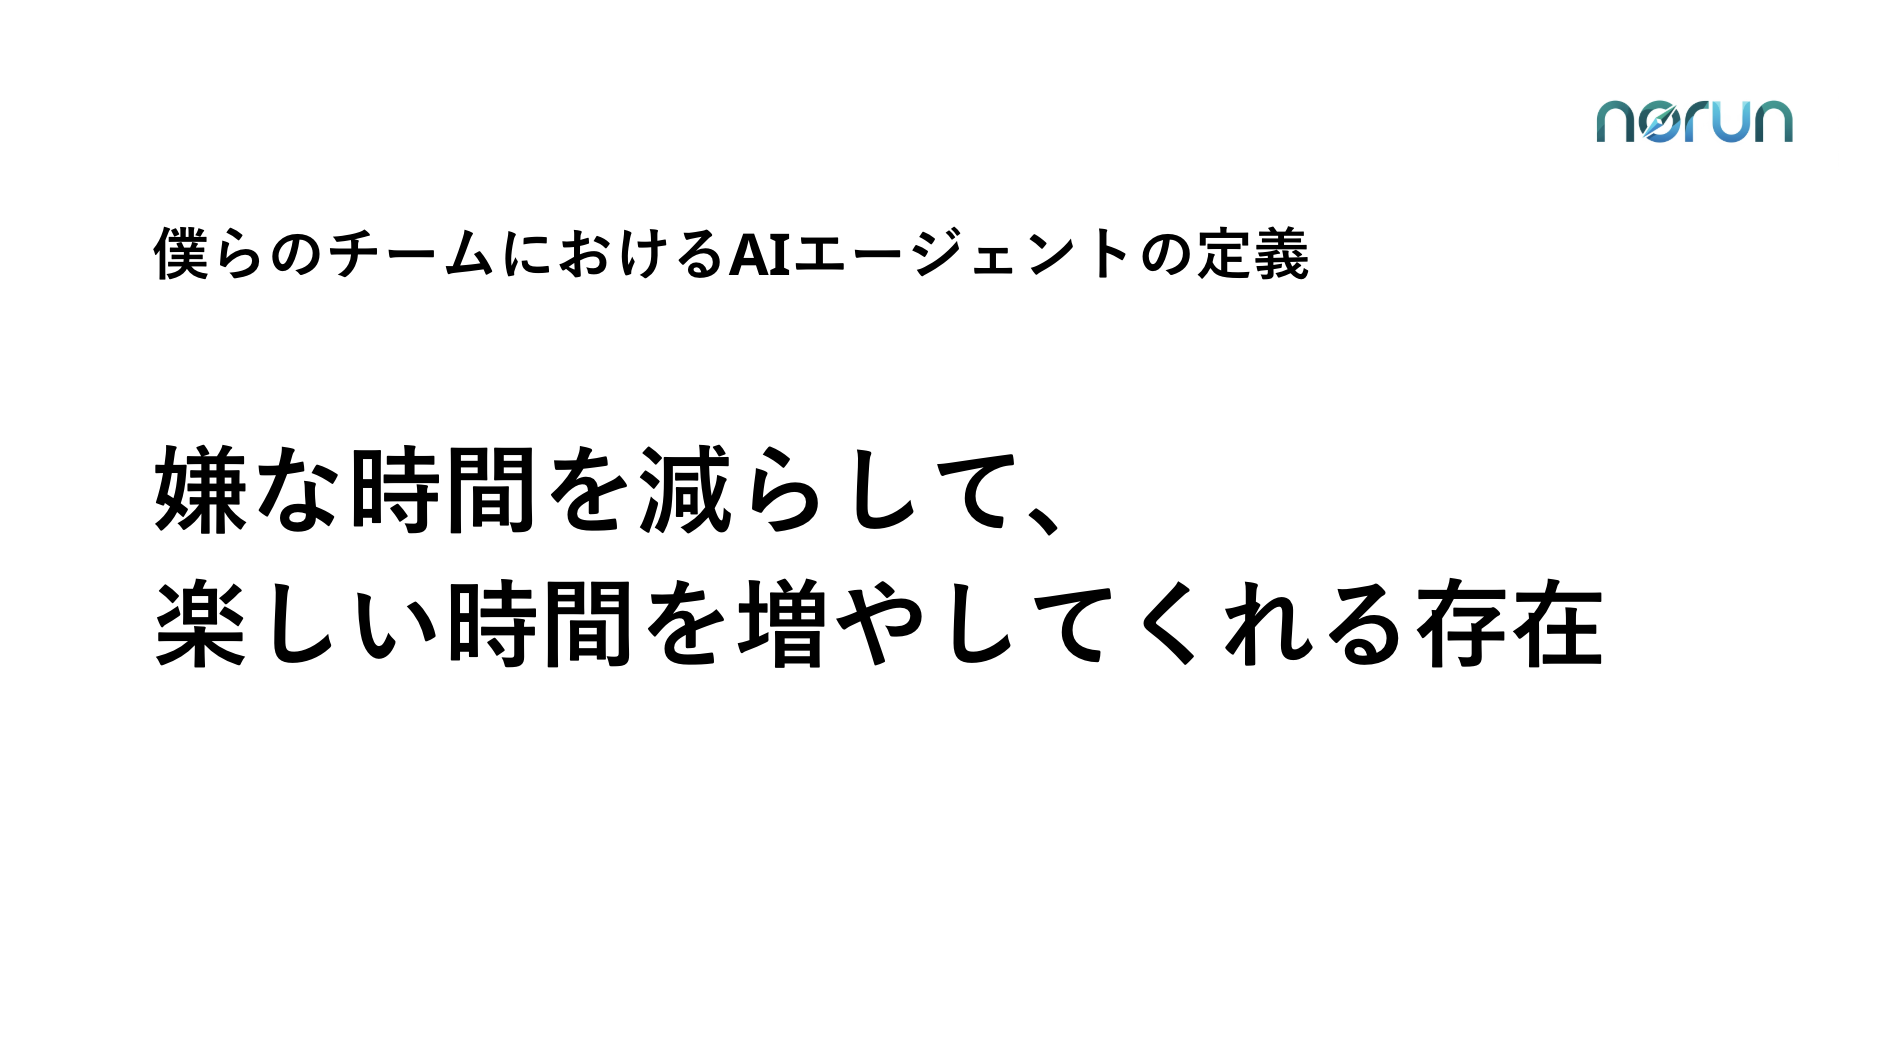 norun
僕らのチームにおけるAIエージェントの定義
嫌な時間を減らして、
楽しい時間を増やしてくれる存在